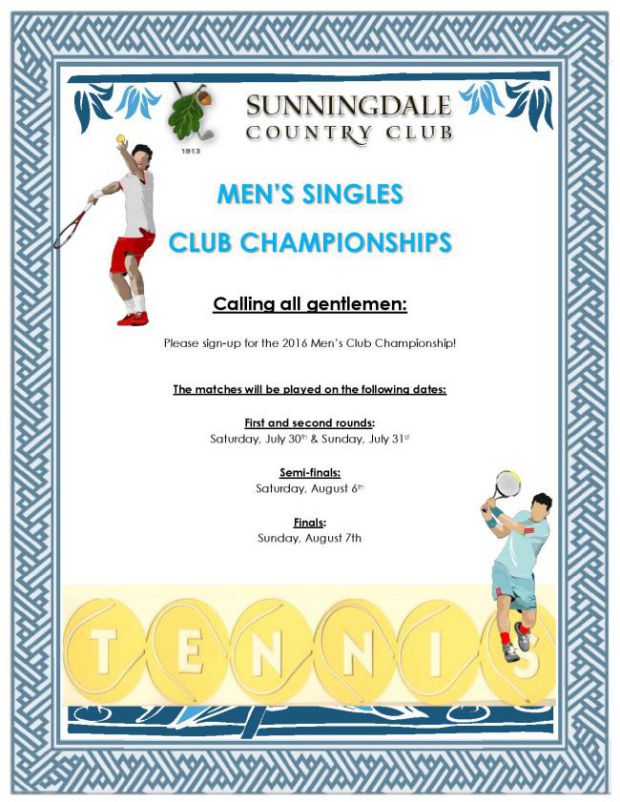 SUNNINGDALE
COUNTRY CLUB
1913
MEN'S SINGLES
CLUB CHAMPIONSHIPS
Calling all gentlemen:
Please sign-up for the 2016 Men's Club Championship!
The matches will be played on the following dates:
First and second rounds:
Saturday, July 30th & Sunday, July 31st
Semi-finals:
Saturday, August 6th
Finals:
Sunday, August 7th
TENNIS